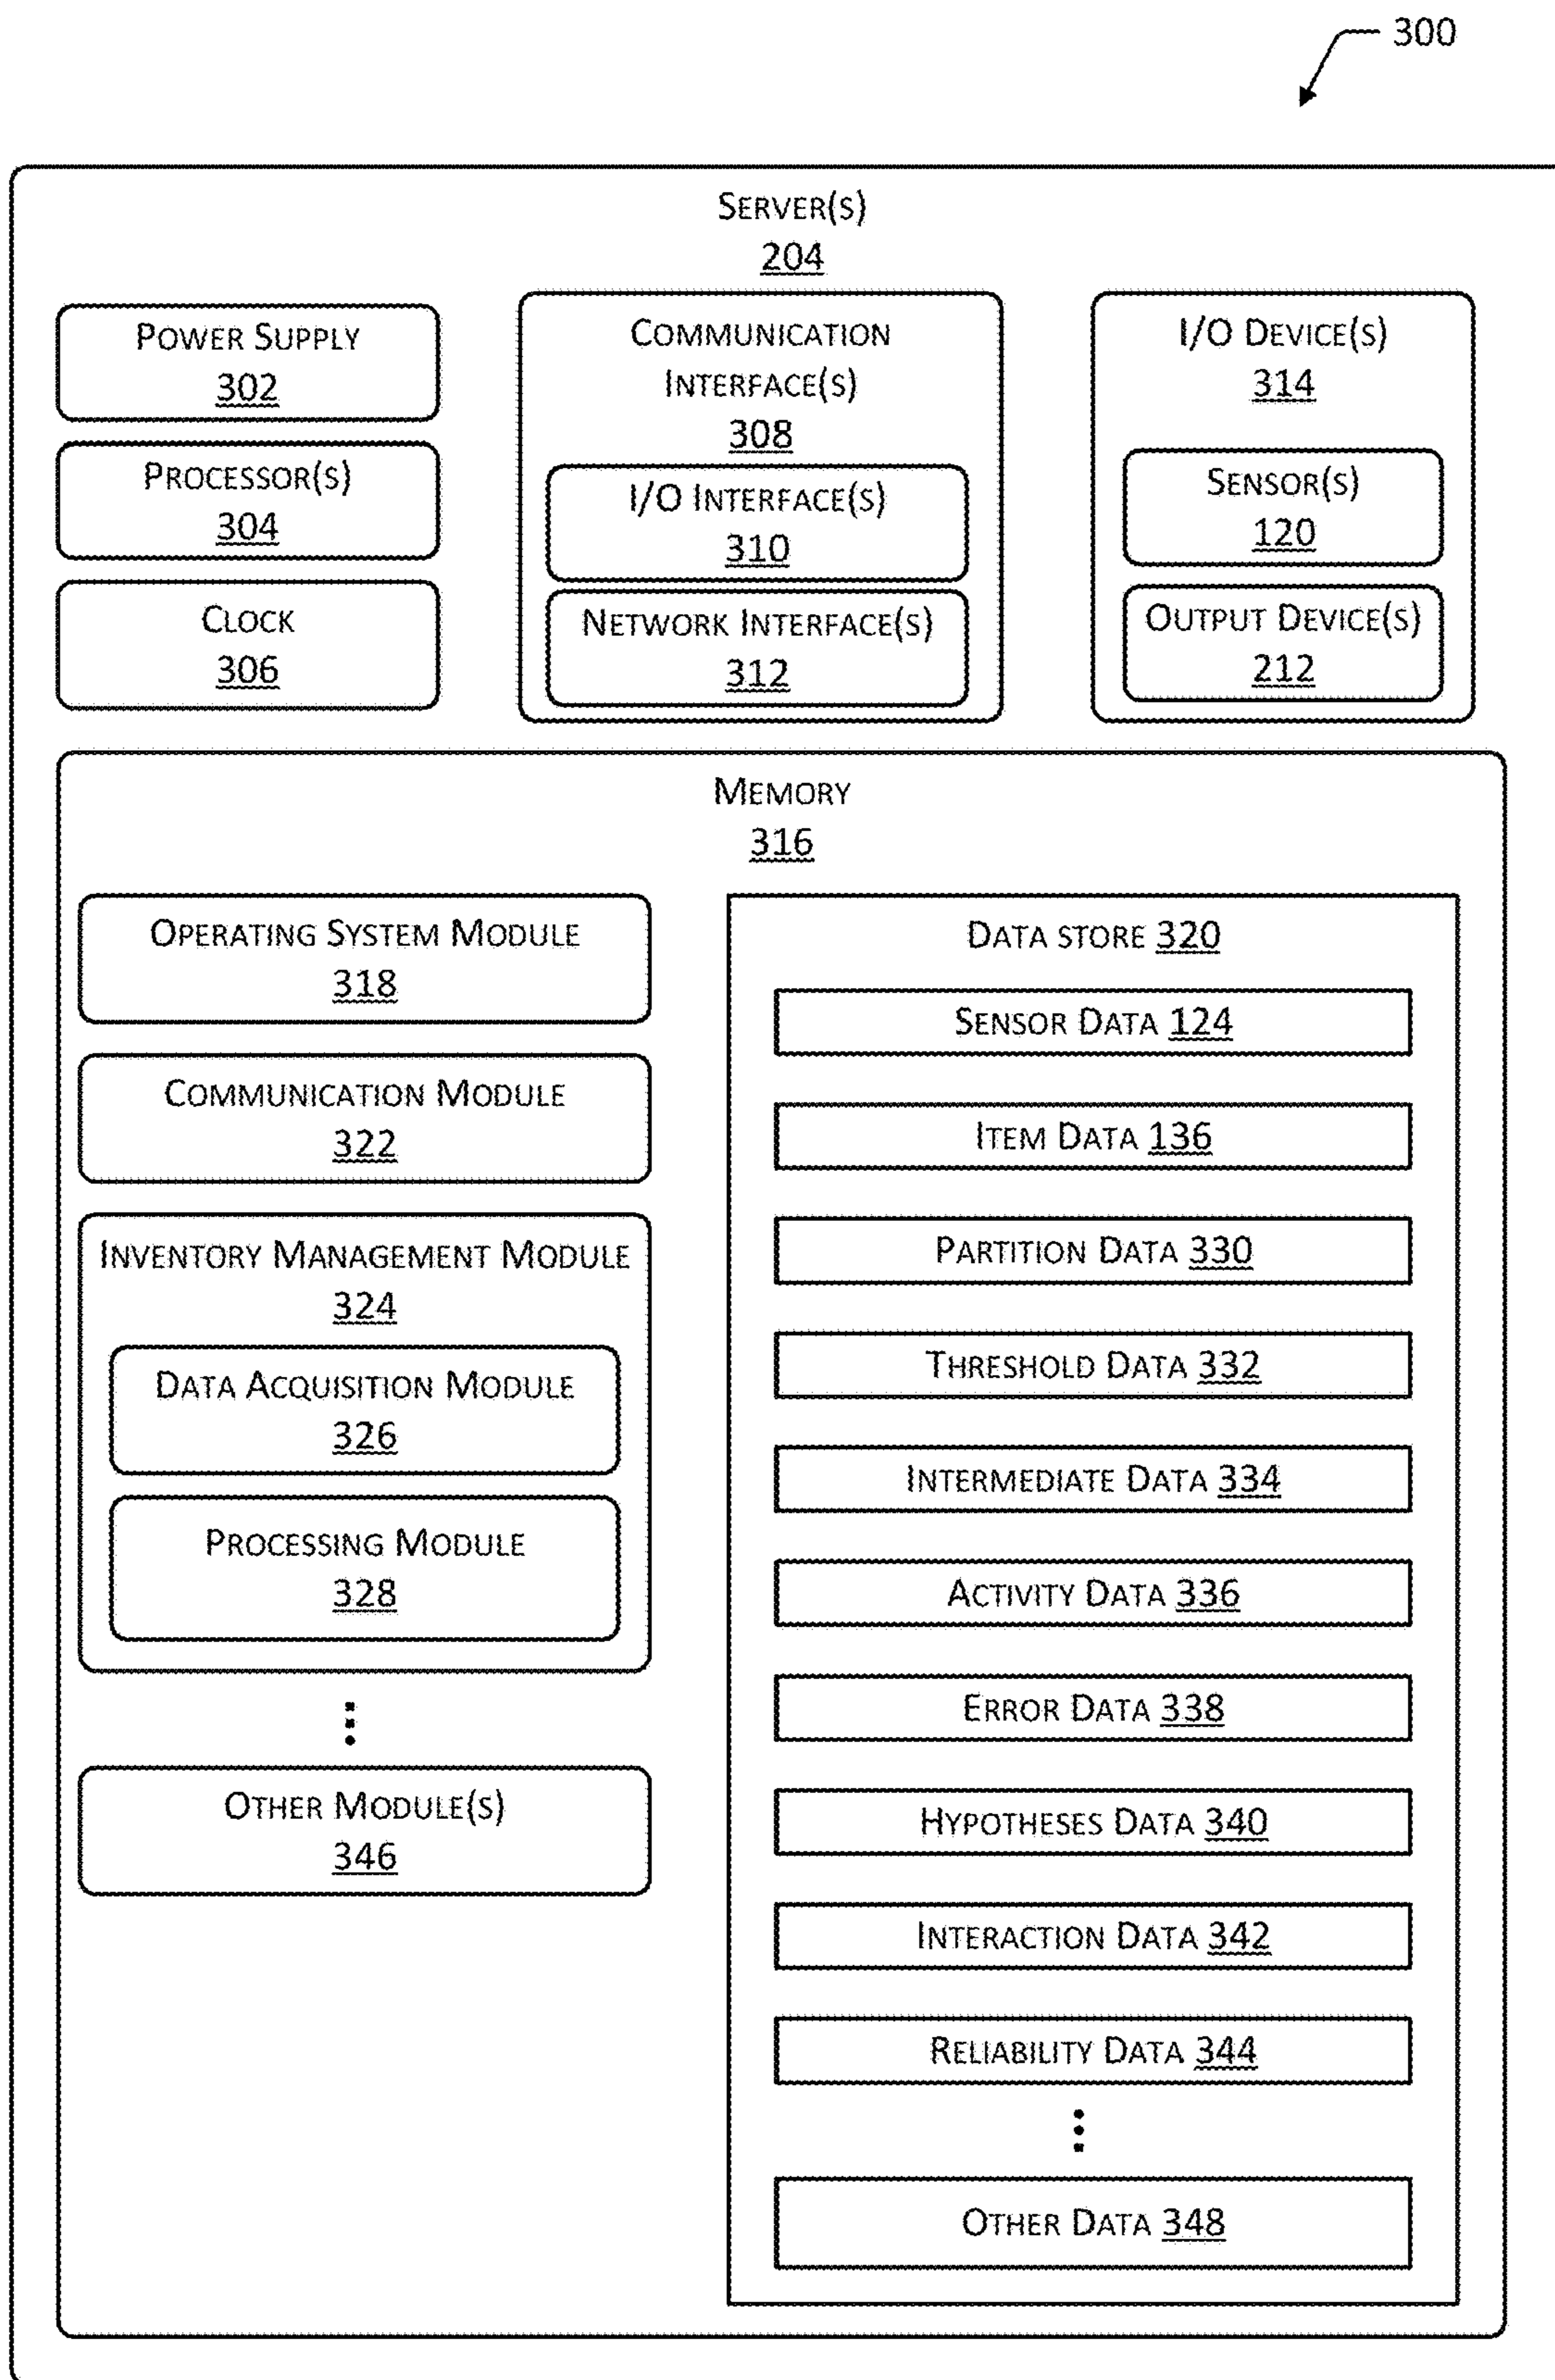 300
SERVER(S)
204
POWER SUPPLY
302
PROCESSOR(S)
304
CLOCK
306
COMMUNICATION
INTERFACE(S)
308
I/O INTERFACE(S)
310
NETWORK INTERFACE(S)
312
I/O DEVICE(S)
314
SENSOR(S)
120
OUTPUT DEVICE(S)
212
MEMORY
316
OPERATING SYSTEM MODULE
318
COMMUNICATION MODULE
322
INVENTORY MANAGEMENT MODULE
324
DATA ACQUISITION MODULE
326
PROCESSING MODULE
328
OTHER MODULE(S)
346
DATA STORE 320
SENSOR DATA 124
ITEM DATA 136
PARTITION DATA 330
THRESHOLD DATA 332
INTERMEDIATE DATA 334
ACTIVITY DATA 336
ERROR DATA 338
HYPOTHESES DATA 340
INTERACTION DATA 342
RELIABILITY DATA 344
OTHER DATA 348